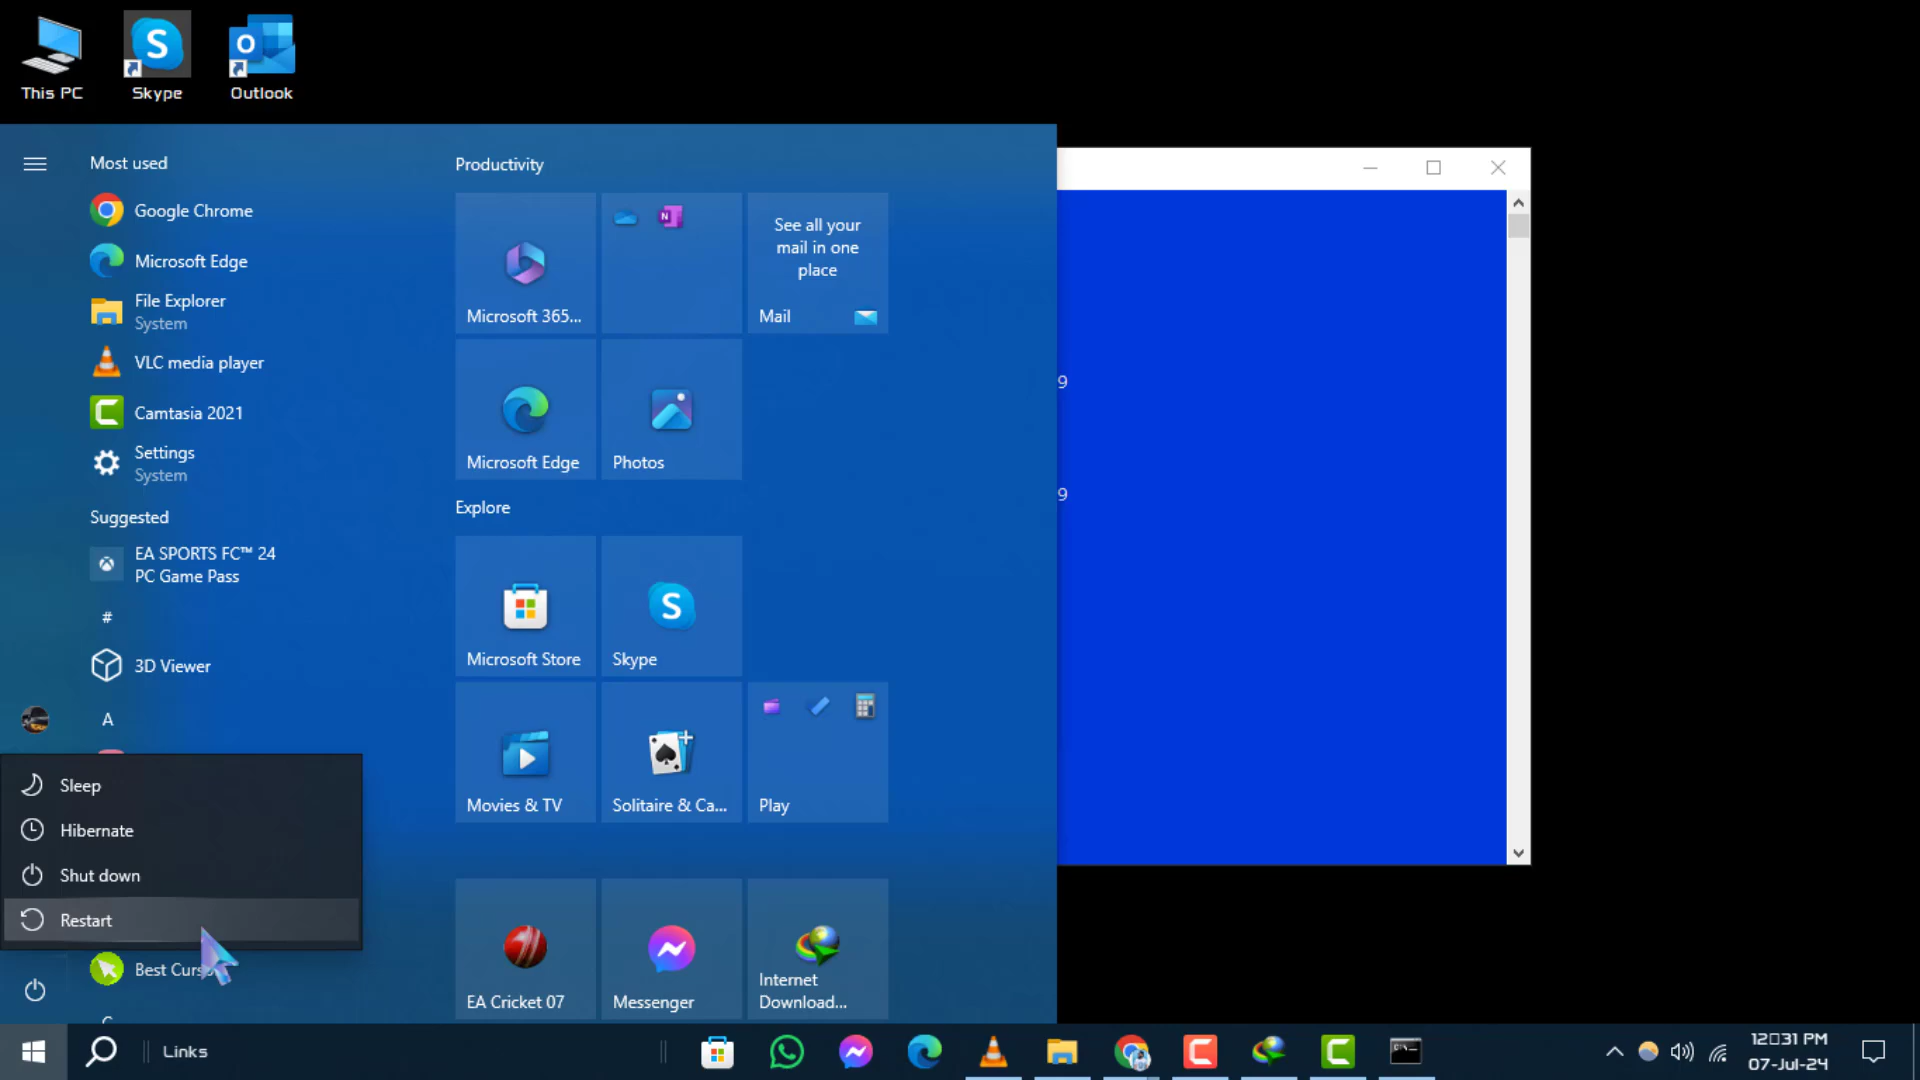 This PC
Skype
Outlook
Most used
Google Chrome
Microsoft Edge
File Explorer
System
VLC media player
Camtasia 2021
Settings
System
Suggested
EA SPORTS FC™ 24
PC Game Pass
#
3D Viewer
A
Sleep
Hibernate
Shut down
Restart
Best Curs
Productivity
Microsoft 365...
See all your
mail in one
place
Mail
Microsoft Edge
Photos
Explore
Microsoft Store
Skype
Movies & TV
Solitaire & Ca...
Play
EA Cricket 07
Messenger
Internet
Download...
9
9
Links
12▯31 PM
07-Jul-24